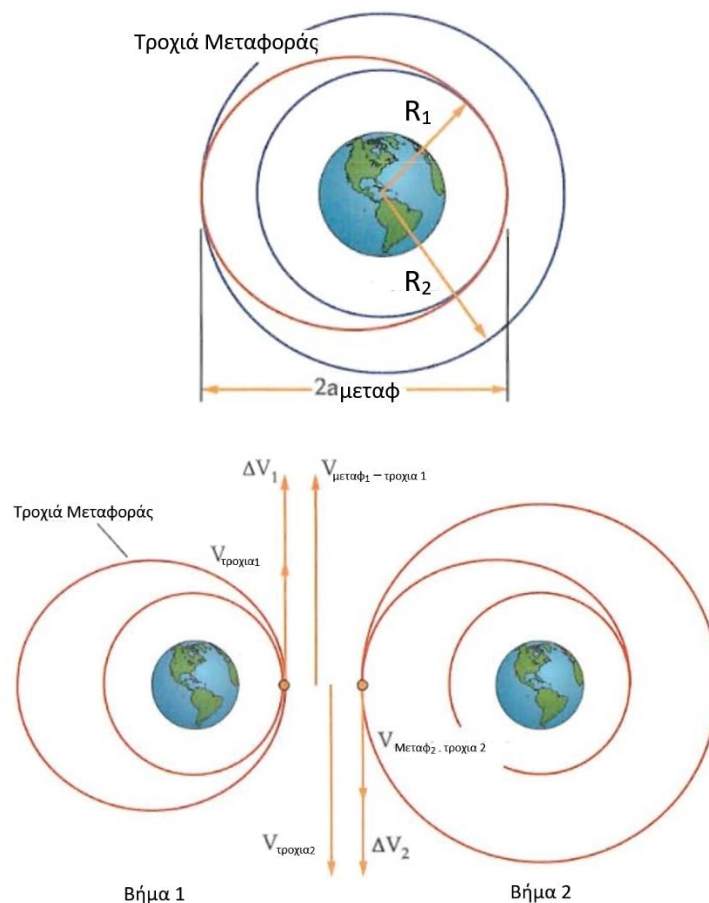 Τροχιά Μεταφοράς
R₁
R₂
2aμεταφ
ΔV₁
Vμεταφ₁ – τροχια 1
Τροχιά Μεταφοράς
Vτροχια1
VΜεταφ₂ . τροχια 2
Vτροχια2
ΔV₂
Βήμα 1
Βήμα 2